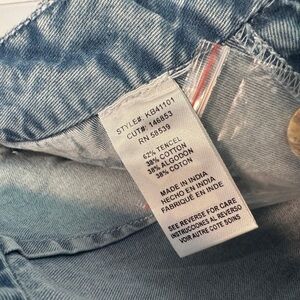 STYLE#: KB41101
CUT#: 146853
RN 58539
62% TENCEL
38% COTTON
38% ALGODON
38% COTON
MADE IN INDIA
HECHO EN INDIA
FABRIQUÉ EN INDE
SEE REVERSE FOR CARE
INSTRUCCIONES AL REVERSO
VOIR AUTRE COTE SOINS